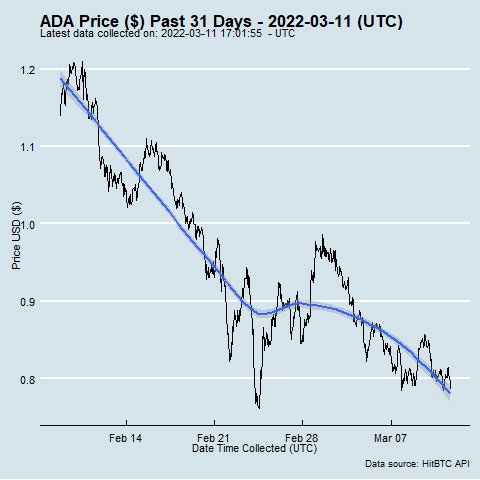 ADA Price ($) Past 31 Days - 2022-03-11 (UTC)
Latest data collected on: 2022-03-11 17:01:55 - UTC
1.2
1.1
1.0
0.9
0.8
Price USD ($)
Feb 14 Feb 21 Feb 28 Mar 07
Date Time Collected (UTC)
Data source: HitBTC API